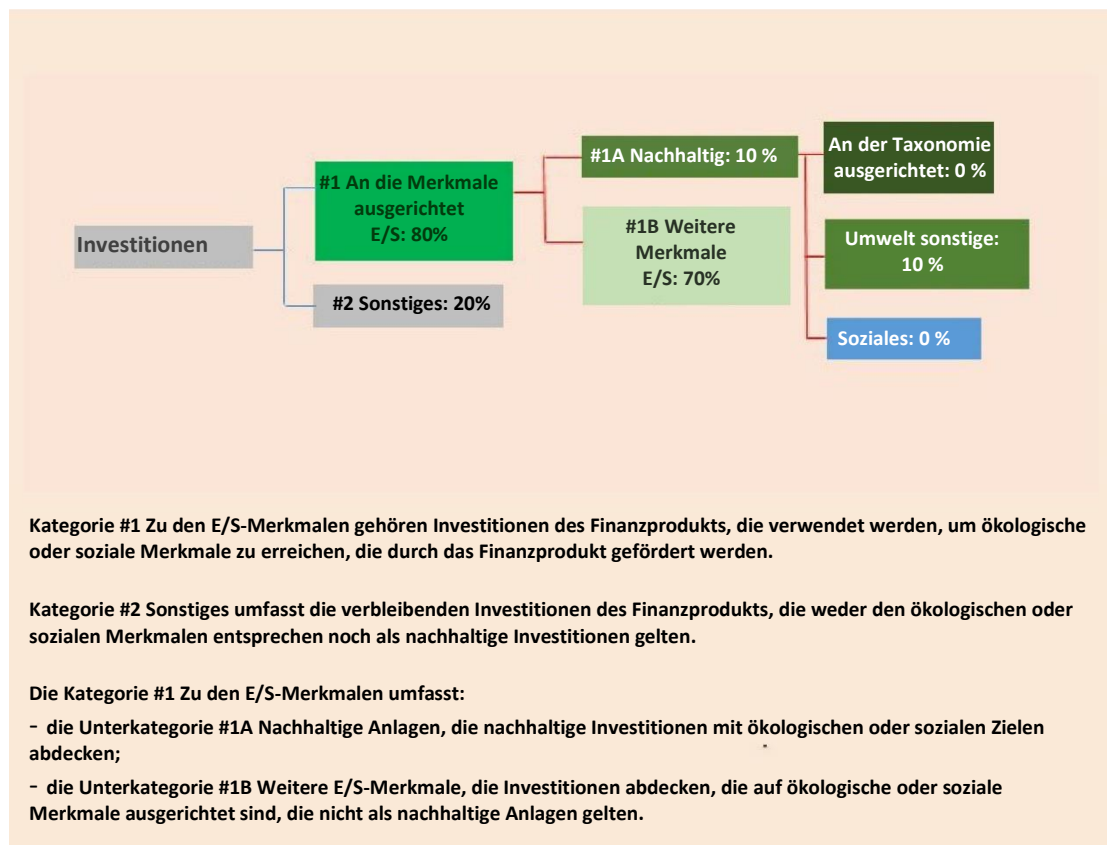 Investitionen
#1 An die Merkmale
ausgerichtet
E/S: 80%
#2 Sonstiges: 20%
#1A Nachhaltig: 10 %
#1B Weitere
Merkmale
E/S: 70%
An der Taxonomie
ausgerichtet: 0 %
Umwelt sonstige:
10 %
Soziales: 0 %
Kategorie #1 Zu den E/S-Merkmalen gehören Investitionen des Finanzprodukts, die verwendet werden, um ökologische
oder soziale Merkmale zu erreichen, die durch das Finanzprodukt gefördert werden.
Kategorie #2 Sonstiges umfasst die verbleibenden Investitionen des Finanzprodukts, die weder den ökologischen oder
sozialen Merkmalen entsprechen noch als nachhaltige Investitionen gelten.
Die Kategorie #1 Zu den E/S-Merkmalen umfasst:
- die Unterkategorie #1A Nachhaltige Anlagen, die nachhaltige Investitionen mit ökologischen oder sozialen Zielen
abdecken;
- die Unterkategorie #1B Weitere E/S-Merkmale, die Investitionen abdecken, die auf ökologische oder soziale
Merkmale ausgerichtet sind, die nicht als nachhaltige Anlagen gelten.